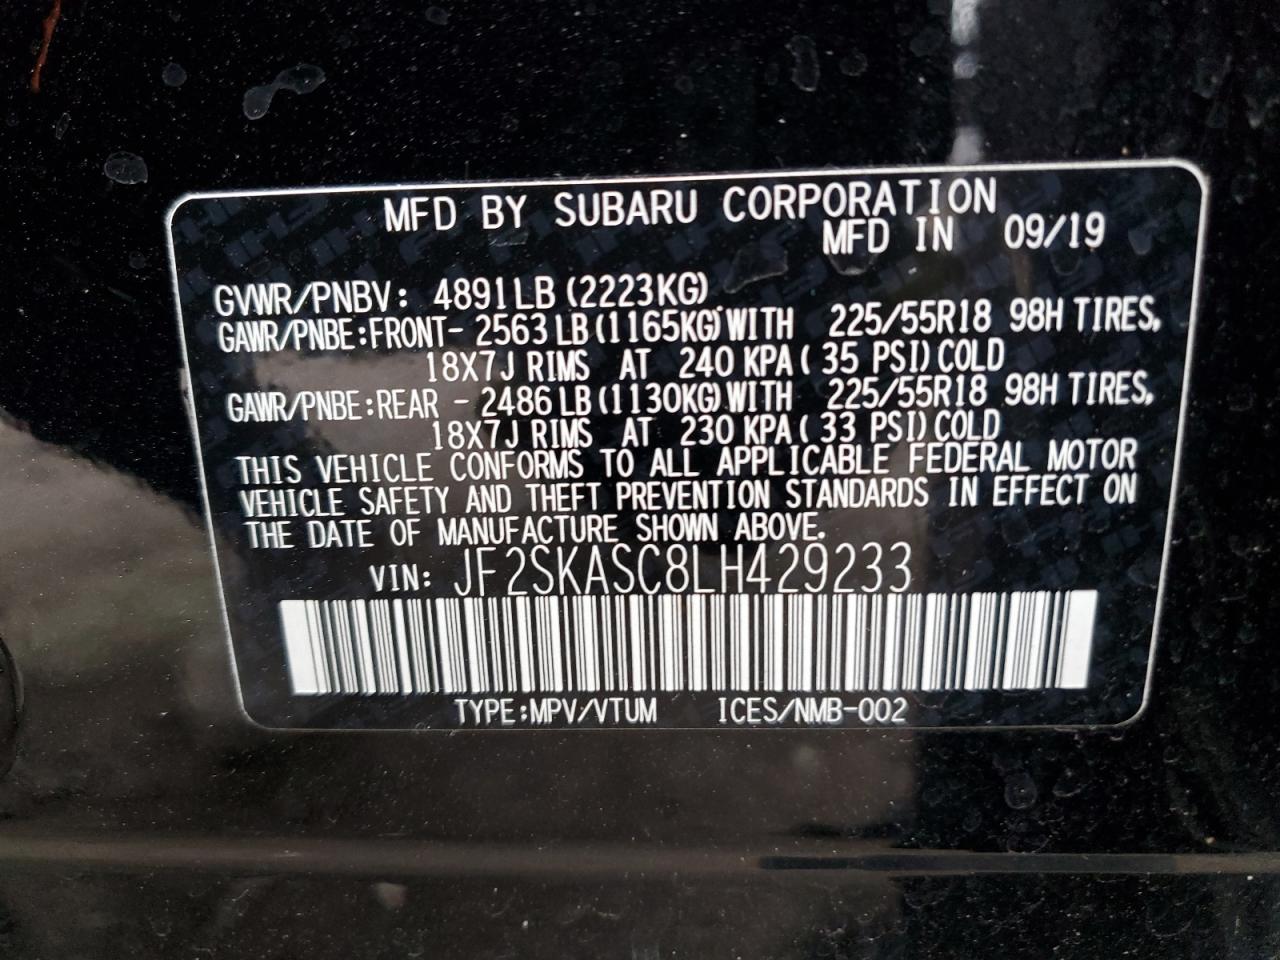 MFD BY SUBARU CORPORATION
MFD IN 09/19
GVWR/PNBV: 4891LB (2223KG)
GAWR/PNBE:FRONT- 2563 LB (1165KG) WITH 225/55R18 98H TIRES,
18X7J RIMS AT 240 KPA ( 35 PSI) COLD
GAWR/PNBE:REAR - 2486 LB (1130KG) WITH 225/55R18 98H TIRES,
18X7J RIMS AT 230 KPA ( 33 PSI) COLD
THIS VEHICLE CONFORMS TO ALL APPLICABLE FEDERAL MOTOR
VEHICLE SAFETY AND THEFT PREVENTION STANDARDS IN EFFECT ON
THE DATE OF MANUFACTURE SHOWN ABOVE.
VIN: JF2SKASC8LH429233
TYPE:MPV/VTUM ICES/NMB-002